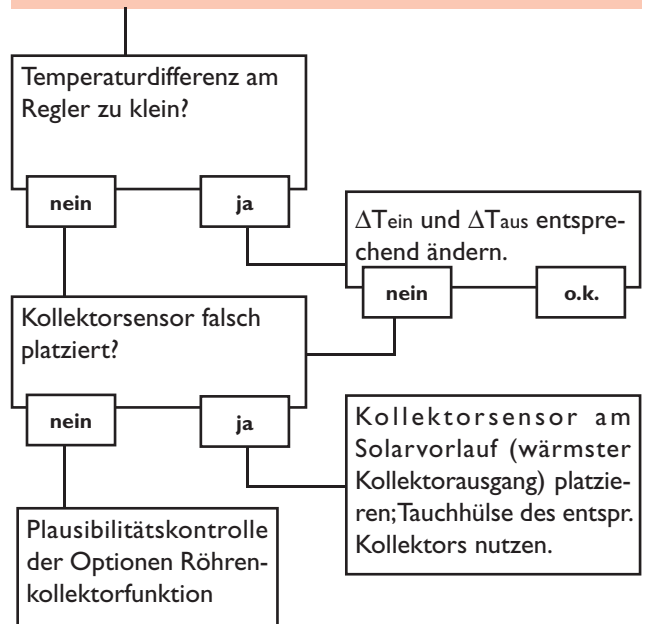 Temperaturdifferenz am
Regler zu klein?
nein
ja
ΔTein und ΔTaus entspre-
chend ändern.
nein
o.k.
Kollektorsensor falsch
platziert?
nein
ja
Kollektorsensor am
Solarvorlauf (wärmster
Kollektorausgang) platzie-
ren;Tauchhülse des entspr.
Kollektors nutzen.
Plausibilitätskontrolle
der Optionen Röhren-
kollektorfunktion